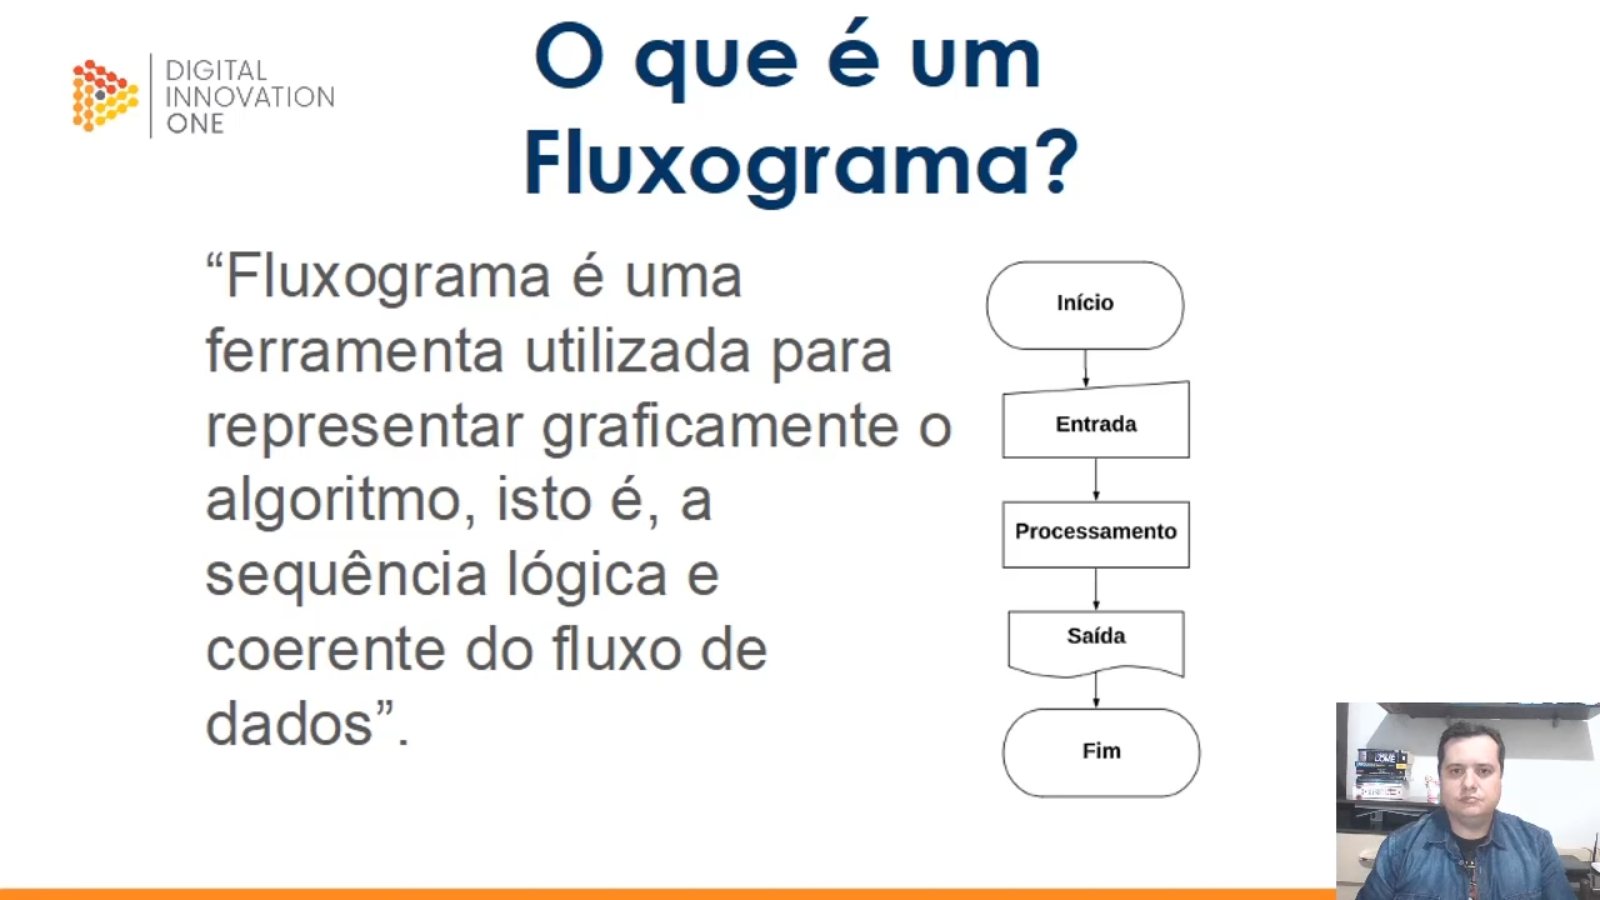 DIGITAL
INNOVATION
ONE
O que é um
Fluxograma?
“Fluxograma é uma
ferramenta utilizada para
representar graficamente o
algoritmo, isto é, a
sequência lógica e
coerente do fluxo de
dados”.
Início
Entrada
Processamento
Saída
Fim